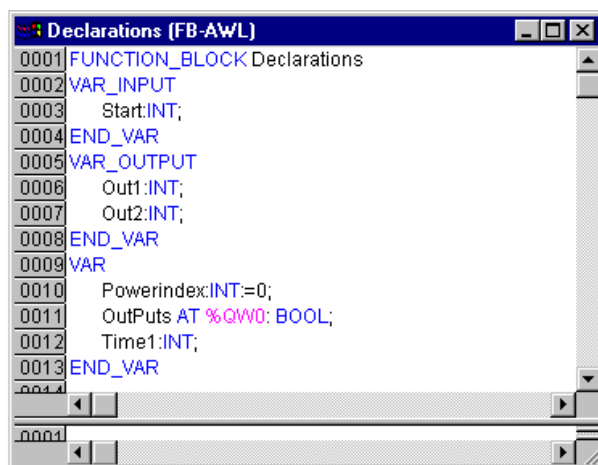 Declarations (FB-AWL)
0001 FUNCTION_BLOCK Declarations
0002 VAR_INPUT
0003 Start:INT;
0004 END_VAR
0005 VAR_OUTPUT
0006 Out1:INT;
0007 Out2:INT;
0008 END_VAR
0009 VAR
0010 Powerindex:INT:=0;
0011 OutPuts AT %QW0: BOOL;
0012 Time1:INT;
0013 END_VAR
0014
0001